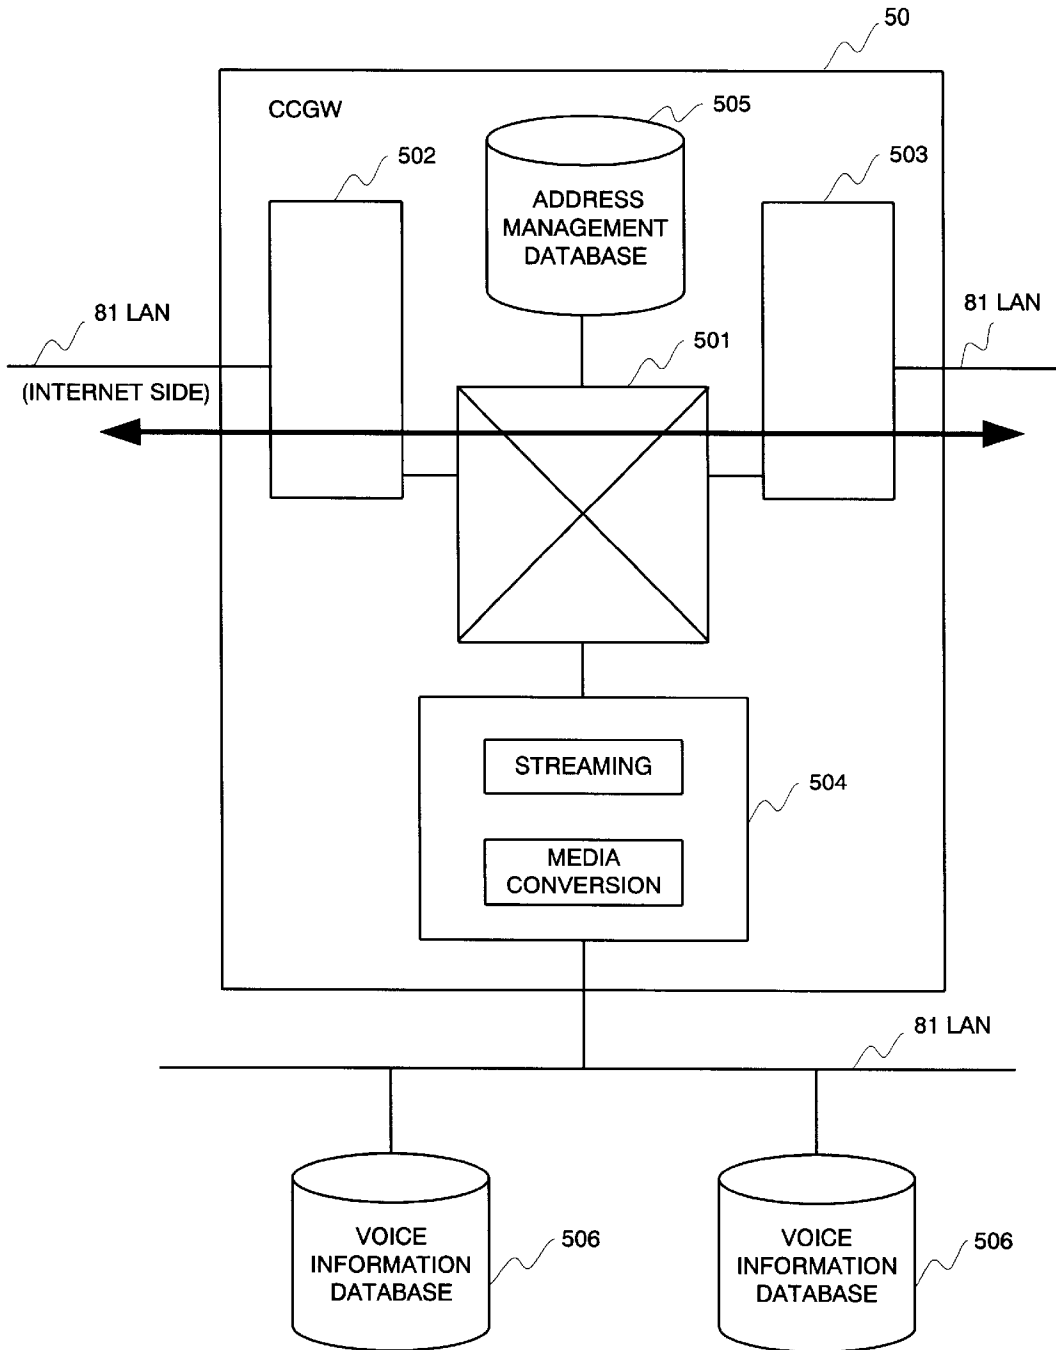 50
CCGW
505
502
503
ADDRESS
MANAGEMENT
DATABASE
81 LAN
81 LAN
501
(INTERNET SIDE)
STREAMING
504
MEDIA
CONVERSION
81 LAN
VOICE
INFORMATION
DATABASE
506
VOICE
INFORMATION
DATABASE
506